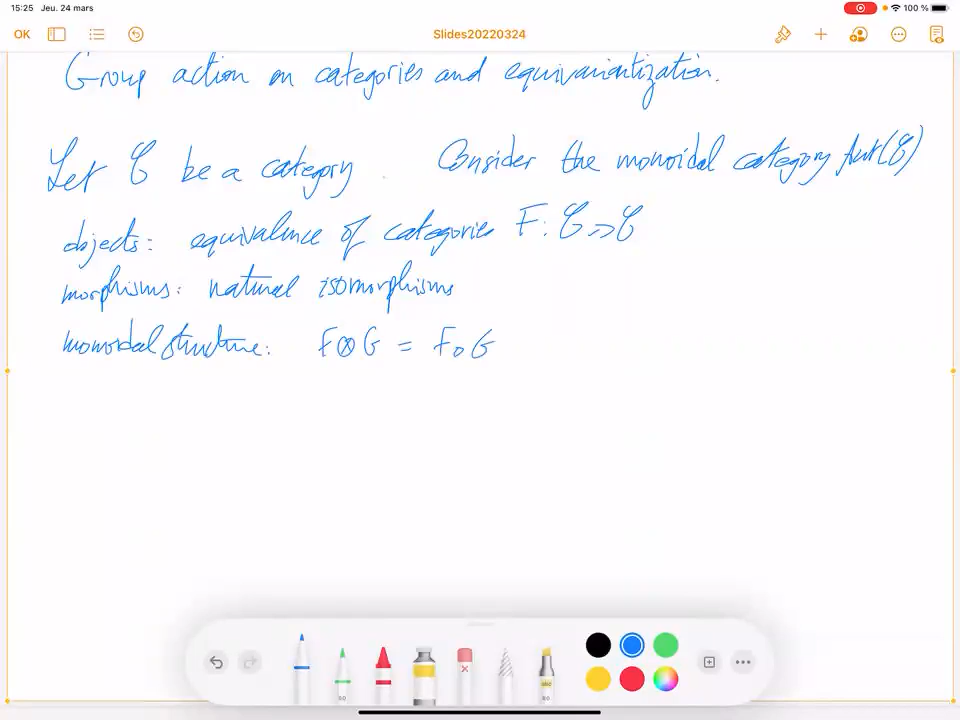 15:25 Jeu. 24 mars 100 %
OK Slides20220324
Group action on categories and equivariantization.
Let 𝒞 be a category. Consider the monoidal category Aut(𝒞)
objects: equivalence of categories F: 𝒞 → 𝒞
morphisms: natural isomorphisms
monoidal structure: F⊗G = F∘G